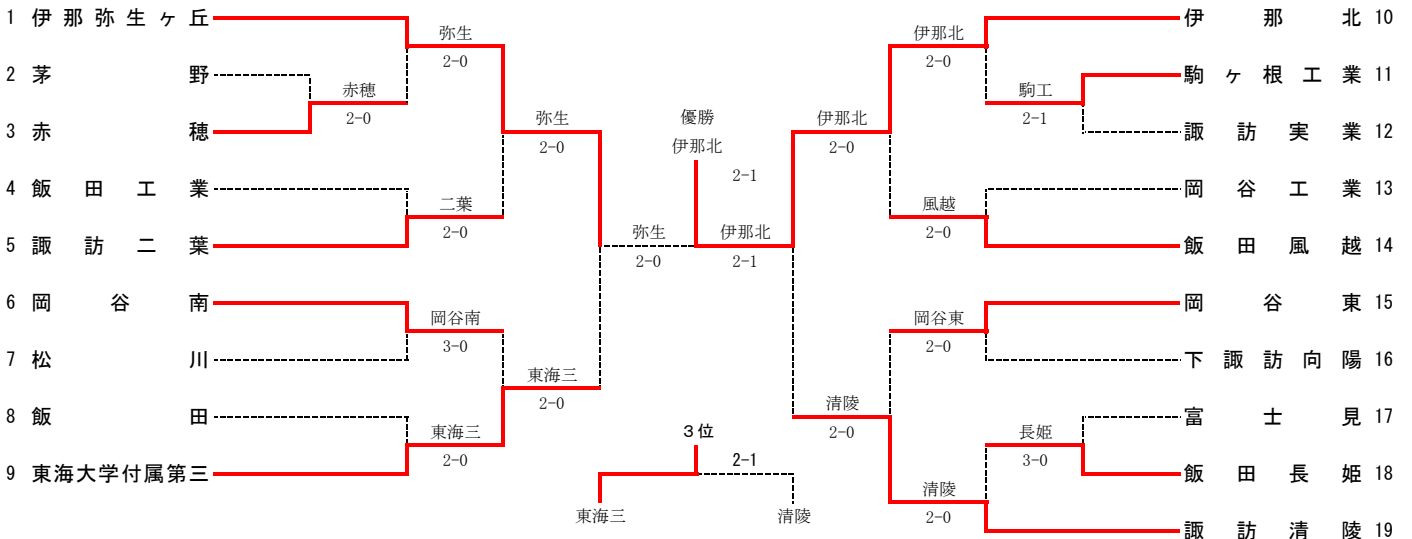 1 伊那弥生ヶ丘
2 茅野
3 赤穂
4 飯田工業
5 諏訪二葉
6 岡谷南
7 松川
8 飯田
9 東海大学付属第三
弥生
2-0
赤穂
2-0
二葉
2-0
岡谷南
3-0
東海三
2-0
弥生
2-0
東海三
2-0
弥生
2-0
優勝
伊那北
2-1
伊那北
2-1
3位
2-1
東海三
清陵
伊那北
2-0
清陵
2-0
伊那北
2-0
駒工
2-1
風越
2-0
岡谷東
2-0
長姫
3-0
清陵
2-0
伊那北 10
駒ヶ根工業 11
諏訪実業 12
岡谷工業 13
飯田風越 14
岡谷東 15
下諏訪向陽 16
富士見 17
飯田長姫 18
諏訪清陵 19